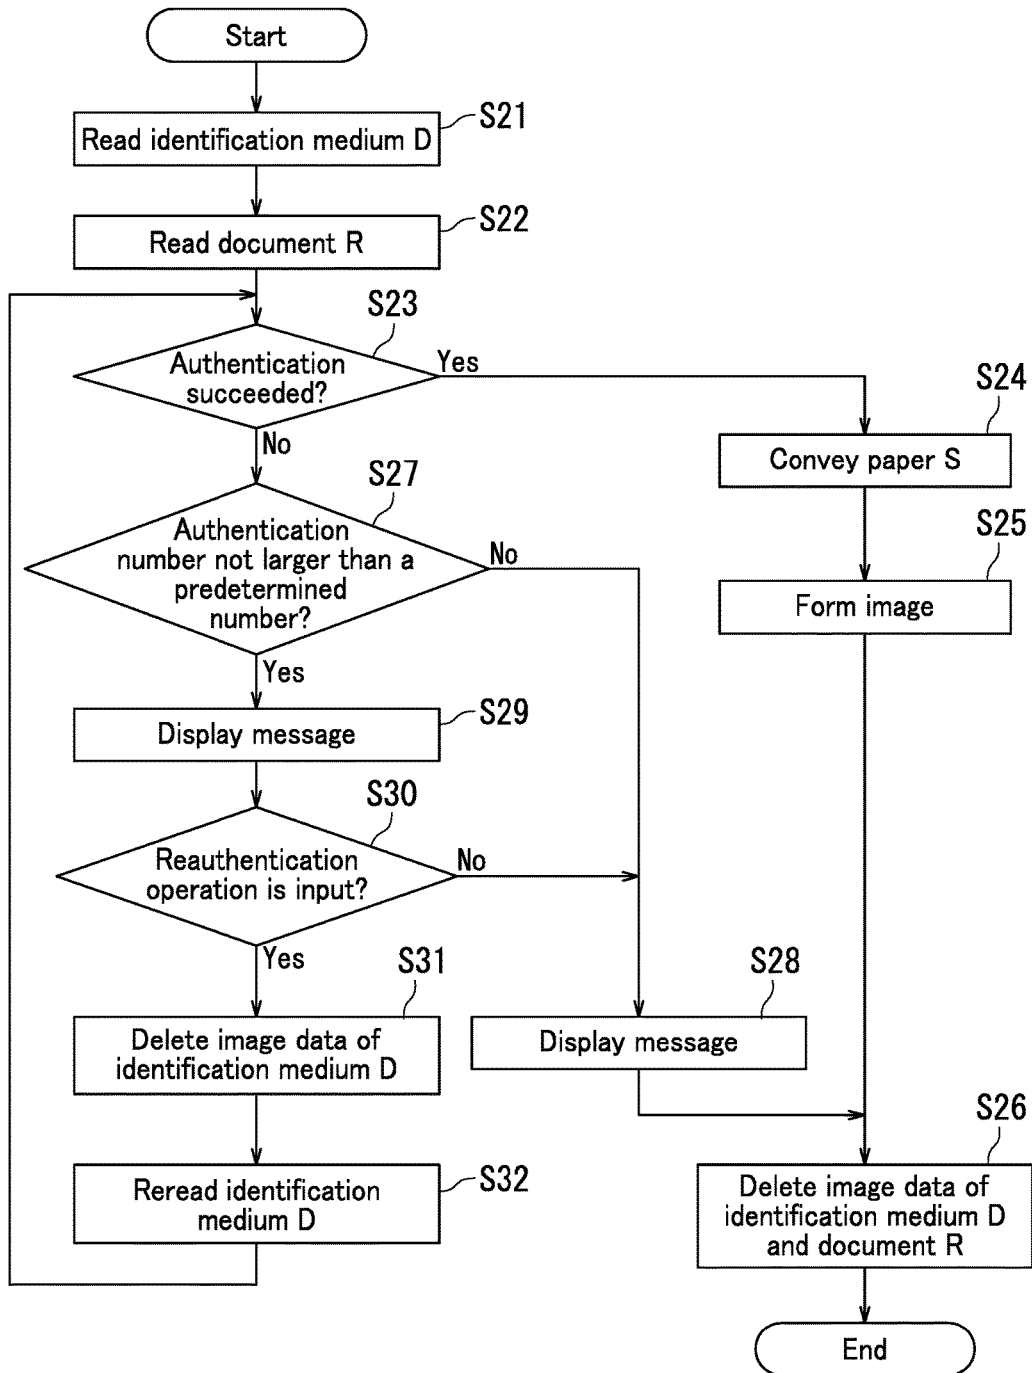 Start
S21
Read identification medium D
S22
Read document R
S23
Authentication
succeeded?
Yes
No
S24
Convey paper S
S27
Authentication
number not larger than a
predetermined
number?
No
Yes
S25
Form image
S29
Display message
S30
Reauthentication
operation is input?
No
Yes
S31
Delete image data of
identification medium D
S28
Display message
S32
Reread identification
medium D
S26
Delete image data of
identification medium D
and document R
End